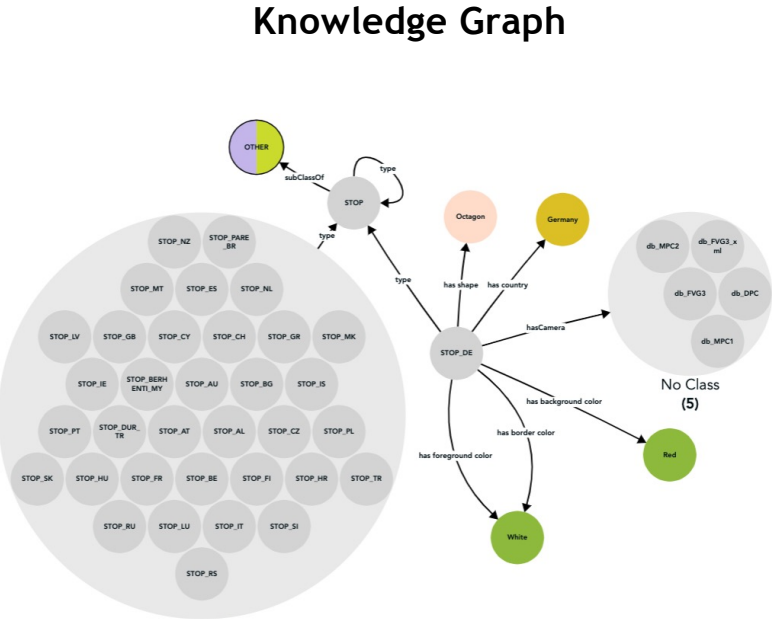 Knowledge Graph
OTHER
subClassOf
type
STOP
type
type
Octagon
Germany
has shape
has country
hasCamera
STOP_DE
has background color
has border color
has foreground color
Red
White
db_MPC2
db_FVG3_x
ml
db_FVG3
db_DPC
db_MPC1
No Class
(5)
STOP_NZ
STOP_PARE
_BR
STOP_MT
STOP_ES
STOP_NL
STOP_LV
STOP_GB
STOP_CY
STOP_CH
STOP_GR
STOP_MK
STOP_IE
STOP_BERH
ENTI_MY
STOP_AU
STOP_BG
STOP_IS
STOP_PT
STOP_DUR_
TR
STOP_AT
STOP_AL
STOP_CZ
STOP_PL
STOP_SK
STOP_HU
STOP_FR
STOP_BE
STOP_FI
STOP_HR
STOP_TR
STOP_RU
STOP_LU
STOP_IT
STOP_SI
STOP_RS